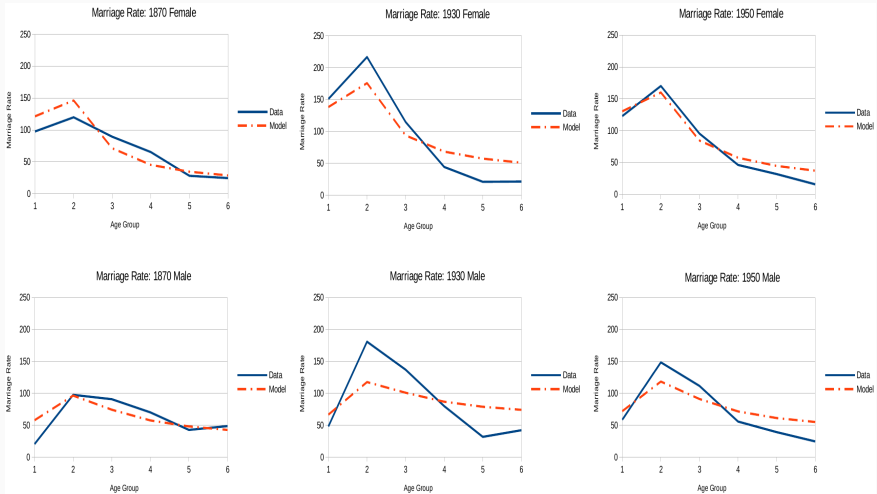 Marriage Rate: 1870 Female
250
200
150
100
50
0
1 2 3 4 5 6
Marriage Rate
Age Group
Data
Model
Marriage Rate: 1930 Female
250
200
150
100
50
0
1 2 3 4 5 6
Marriage Rate
Age Group
Data
Model
Marriage Rate: 1950 Female
250
200
150
100
50
0
1 2 3 4 5 6
Marriage Rate
Age Group
Data
Model
Marriage Rate: 1870 Male
250
200
150
100
50
0
1 2 3 4 5 6
Marriage Rate
Age Group
Data
Model
Marriage Rate: 1930 Male
250
200
150
100
50
0
1 2 3 4 5 6
Marriage Rate
Age Group
Data
Model
Marriage Rate: 1950 Male
250
200
150
100
50
0
1 2 3 4 5 6
Marriage Rate
Age Group
Data
Model